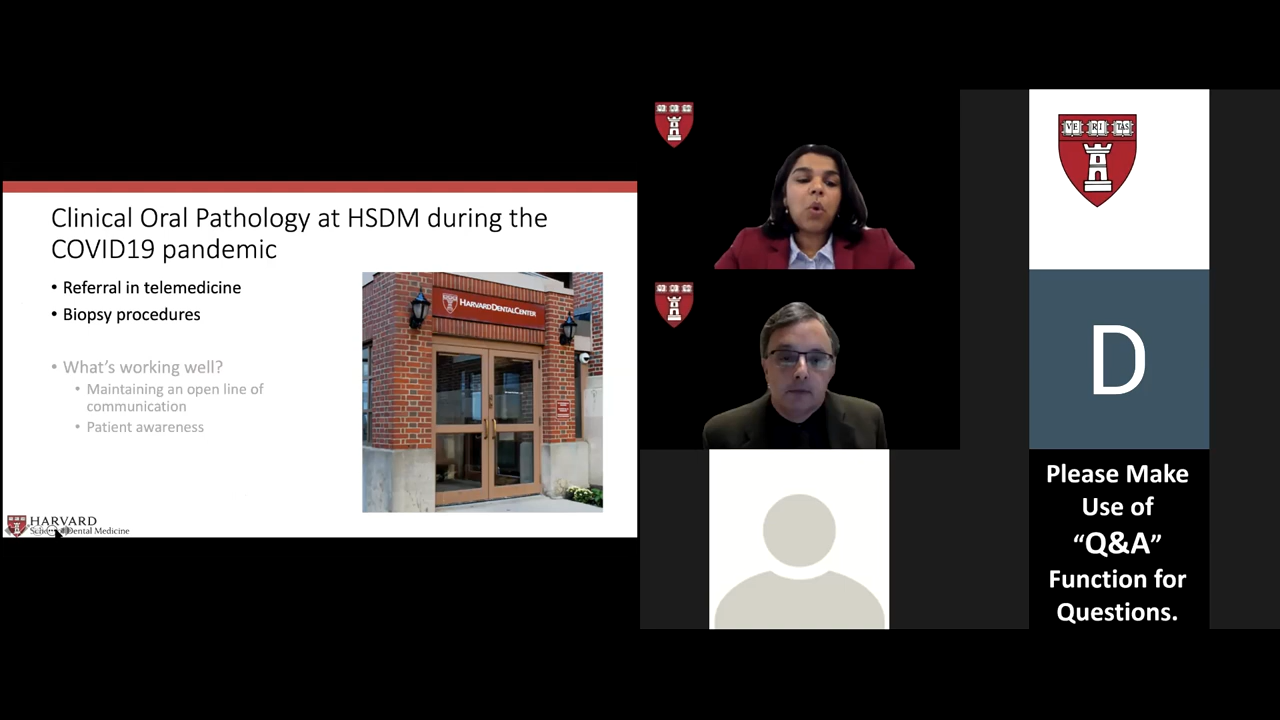 Clinical Oral Pathology at HSDM during the
COVID19 pandemic
• Referral in telemedicine
• Biopsy procedures
• What's working well?
• Maintaining an open line of
communication
• Patient awareness
HARVARD DENTAL CENTER
HARVARD
Dental Medicine
VE RI TAS
D
Please Make
Use of
“Q&A”
Function for
Questions.